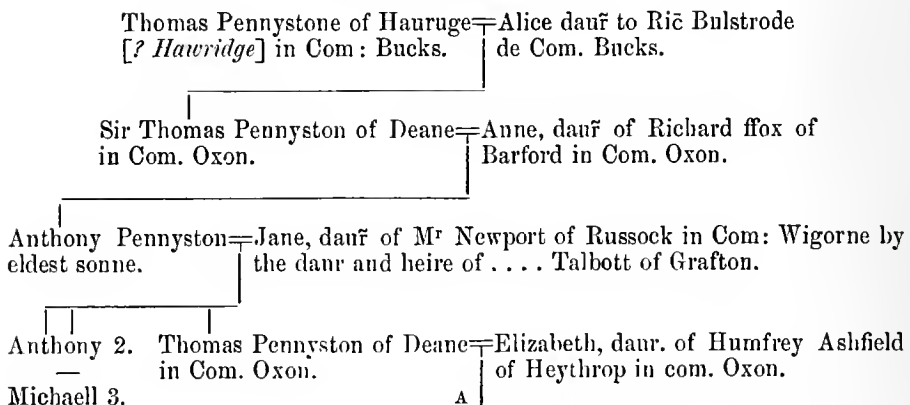 Thomas Pennystone of Hauruge=Alice daur̃ to Ric̄ Bulstrode
[? Hawridge] in Com: Bucks. de Com. Bucks.
Sir Thomas Pennyston of Deane=Anne, daur̃ of Richard ffox of
in Com. Oxon. Barford in Com. Oxon.
Anthony Pennyston=Jane, daur̃ of Mʳ Newport of Russock in Com: Wigorne by
eldest sonne. the daur and heire of .... Talbott of Grafton.
Anthony 2. Thomas Pennyston of Deane=Elizabeth, daur. of Humfrey Ashfield
— in Com. Oxon. of Heythrop in com. Oxon.
Michaell 3. A